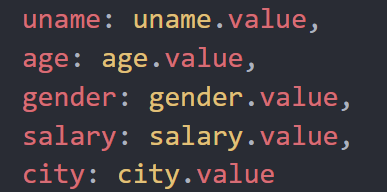 uname: uname.value,
age: age.value,
gender: gender.value,
salary: salary.value,
city: city.value